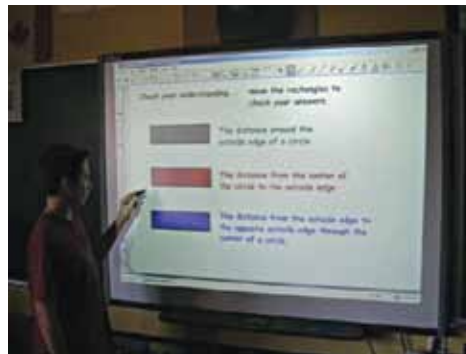 Check your understanding. Move the rectangles to
check your answers.
The distance around the
outside edge of a circle.
The distance from the center of
the circle to the outside edge.
The distance from the outside edge to
the opposite outside edge through the
center of a circle.